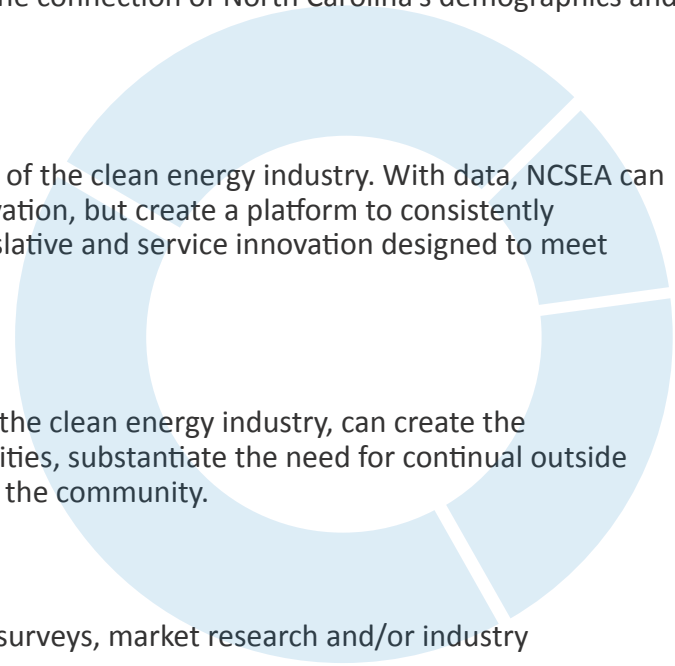 he connection of North Carolina's demographics and
of the clean energy industry. With data, NCSEA can
vation, but create a platform to consistently
slative and service innovation designed to meet
the clean energy industry, can create the
ities, substantiate the need for continual outside
the community.
surveys, market research and/or industry